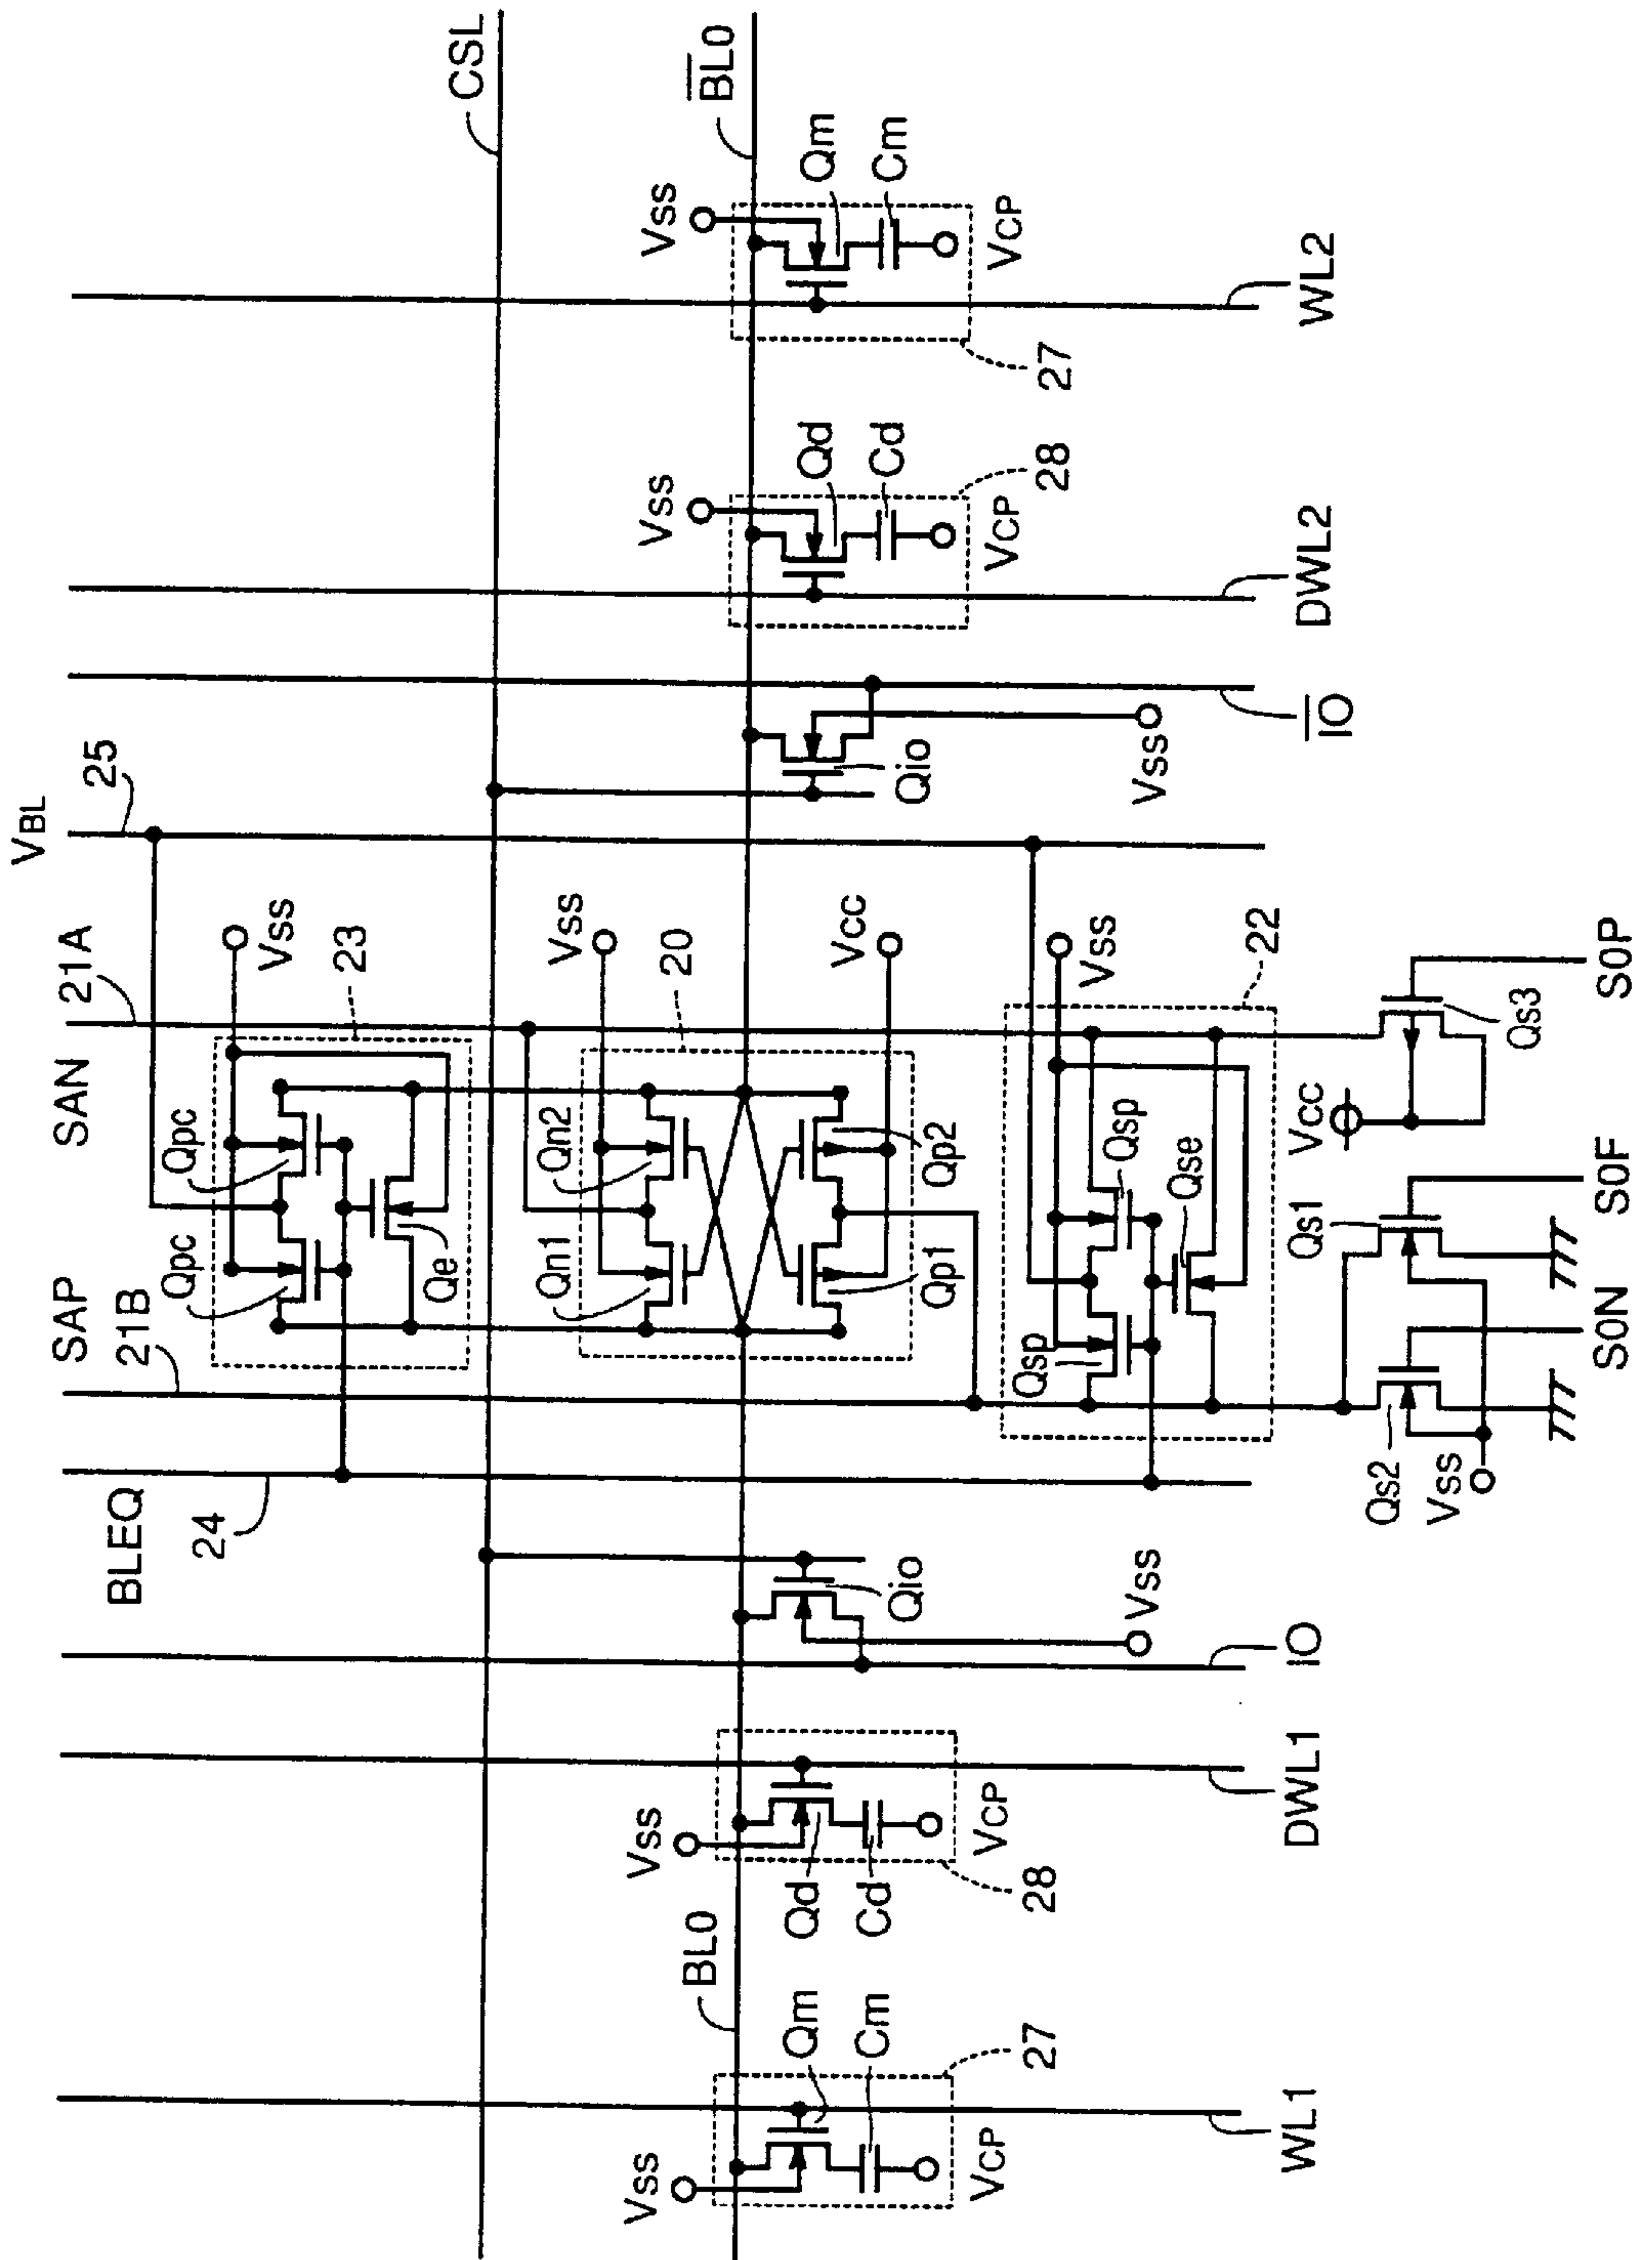 CSL
B̅L̅0
Vss
Qm
Cm
VCP
WL2
27
Vss
Qd
Cd
28
VCP
DWL2
I̅O̅
Qio
Vss
VBL
25
SAN
21A
Vss
23
Qpc
Qpc
Qe
Vss
20
Qn2
Qn1
Vcc
Qp2
Qp1
Vss
22
Qsp
Qsp
Qse
Vcc
Qs3
S0P
Qs1
S0F
Qs2
S0N
Vss
SAP
21B
BLEQ
24
Qio
Vss
IO
Vss
Qd
Cd
VCP
28
DWL1
BL0
Vss
Qm
Cm
VCP
27
WL1